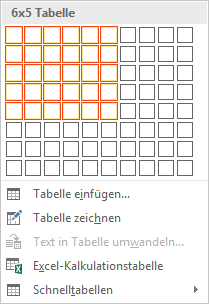 6x5 Tabelle
Tabelle einfügen...
Tabelle zeichnen
Text in Tabelle umwandeln...
Excel-Kalkulationstabelle
Schnelltabellen